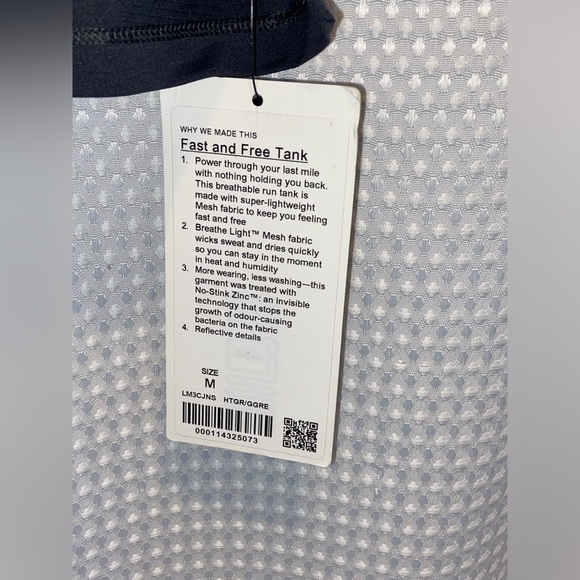 WHY WE MADE THIS
Fast and Free Tank
1. Power through your last mile
with nothing holding you back.
This breathable run tank is
made with super-lightweight
Mesh fabric to keep you feeling
fast and free
2. Breathe Light™ Mesh fabric
wicks sweat and dries quickly
so you can stay in the moment
in heat and humidity
3. More wearing, less washing—this
garment was treated with
No-Stink Zinc™: an invisible
technology that stops the
growth of odour-causing
bacteria on the fabric
4. Reflective details
SIZE
M
LM3CJNS HTGR/GGRE
000114325073